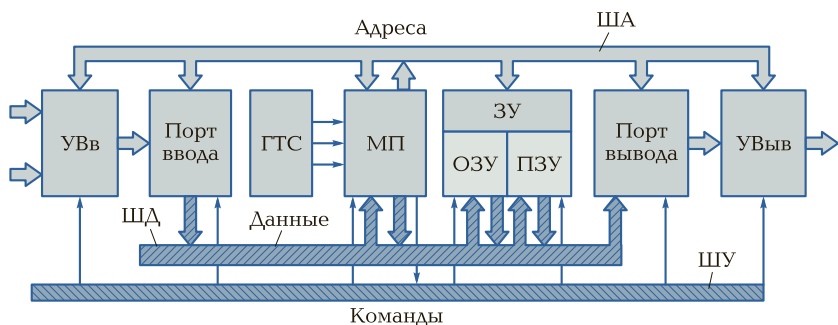 Адреса
ША
УВв
Порт
ввода
ГТС
МП
ЗУ
ОЗУ
ПЗУ
Порт
вывода
УВыв
ШД
Данные
ШУ
Команды